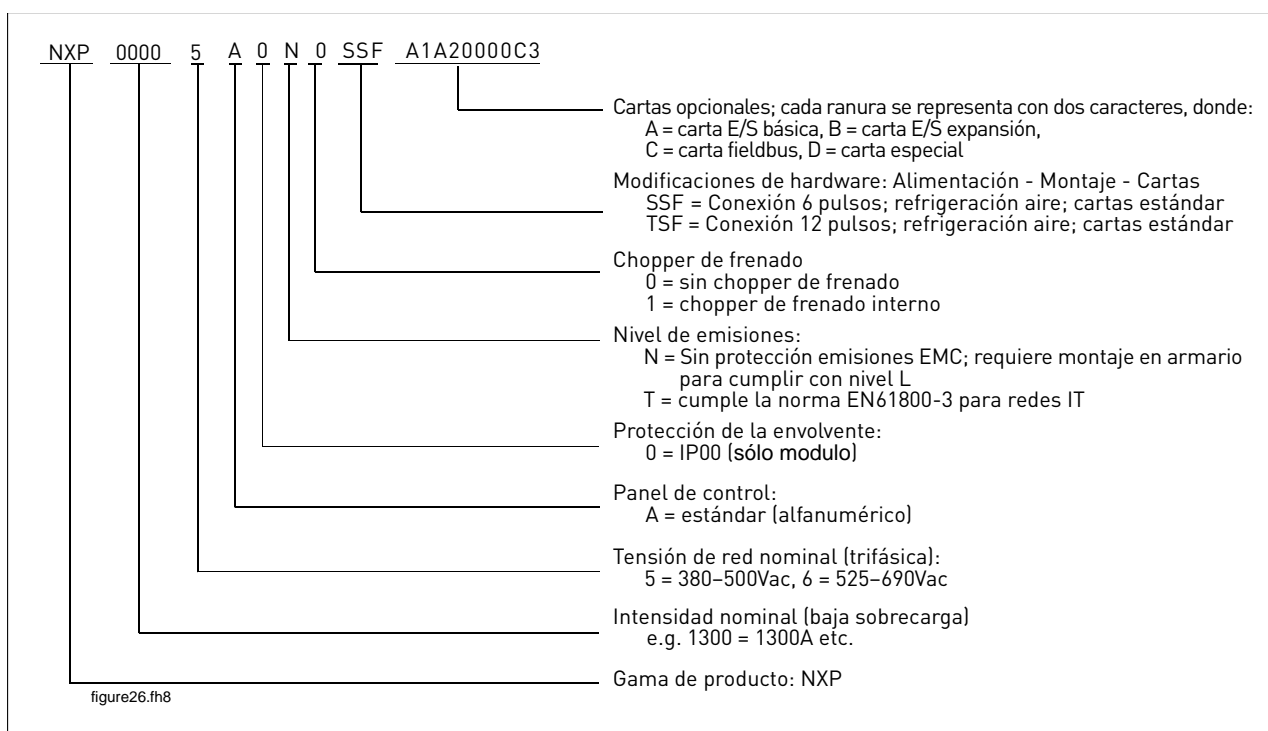 NXP 0000 5 A 0 N 0 SSF A1A20000C3
Cartas opcionales; cada ranura se representa con dos caracteres, donde:
A = carta E/S básica, B = carta E/S expansión,
C = carta fieldbus, D = carta especial
Modificaciones de hardware: Alimentación - Montaje - Cartas
SSF = Conexión 6 pulsos; refrigeración aire; cartas estándar
TSF = Conexión 12 pulsos; refrigeración aire; cartas estándar
Chopper de frenado
0 = sin chopper de frenado
1 = chopper de frenado interno
Nivel de emisiones:
N = Sin protección emisiones EMC; requiere montaje en armario
para cumplir con nivel L
T = cumple la norma EN61800-3 para redes IT
Protección de la envolvente:
0 = IP00 (sólo modulo)
Panel de control:
A = estándar (alfanumérico)
Tensión de red nominal (trifásica):
5 = 380–500Vac, 6 = 525–690Vac
Intensidad nominal (baja sobrecarga)
e.g. 1300 = 1300A etc.
Gama de producto: NXP
figure26.fh8